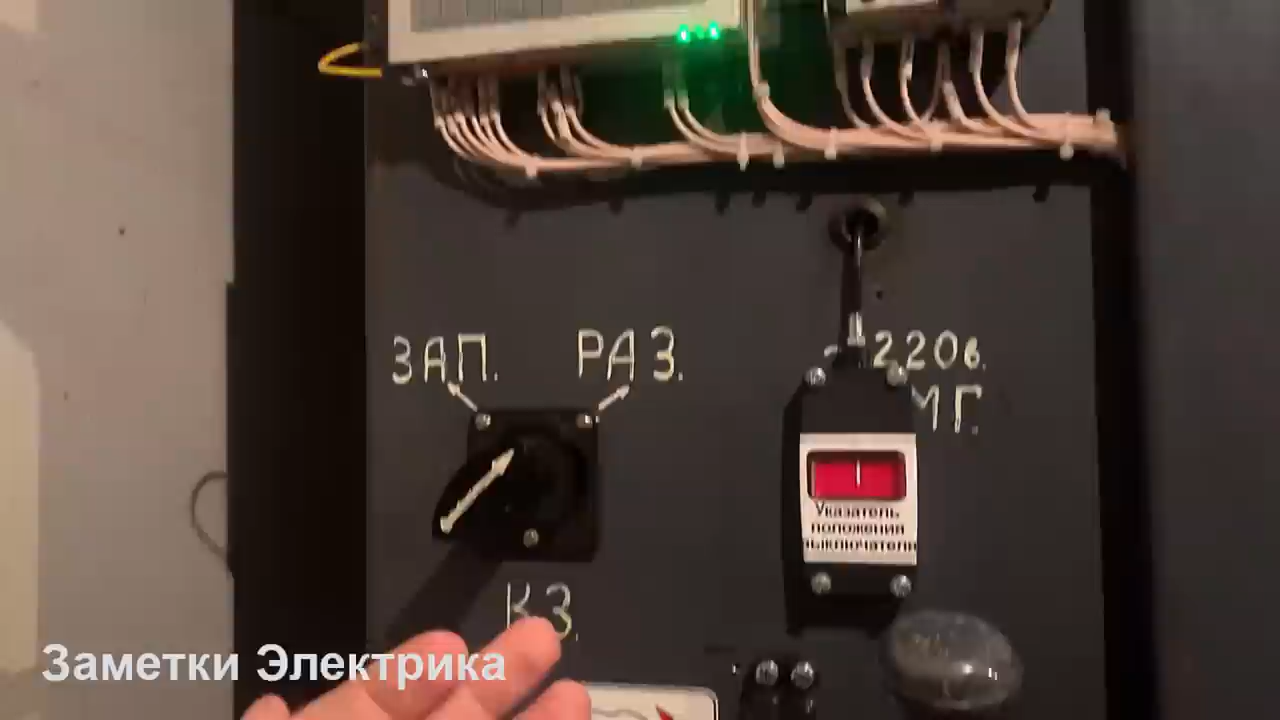 ЗАП. РАЗ.
220в.
МГ.
Указатель
положения
выключателя
КЗ.
Заметки Электрика